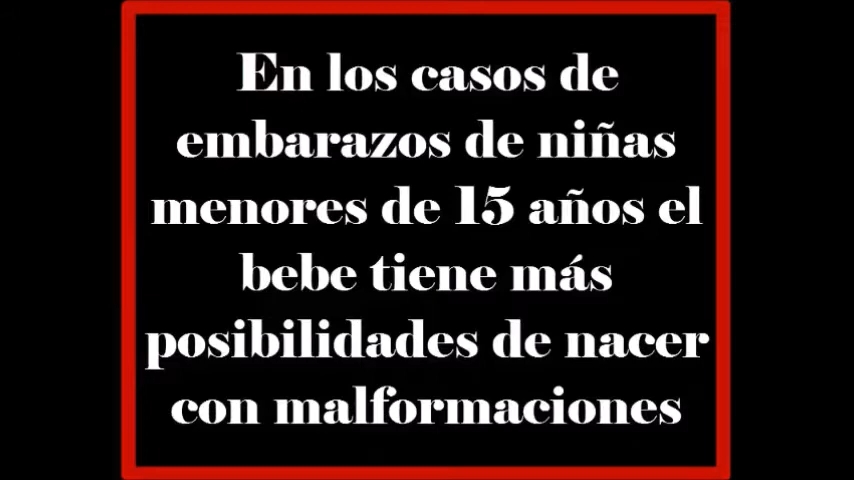 En los casos de
embarazos de niñas
menores de 15 años el
bebe tiene más
posibilidades de nacer
con malformaciones